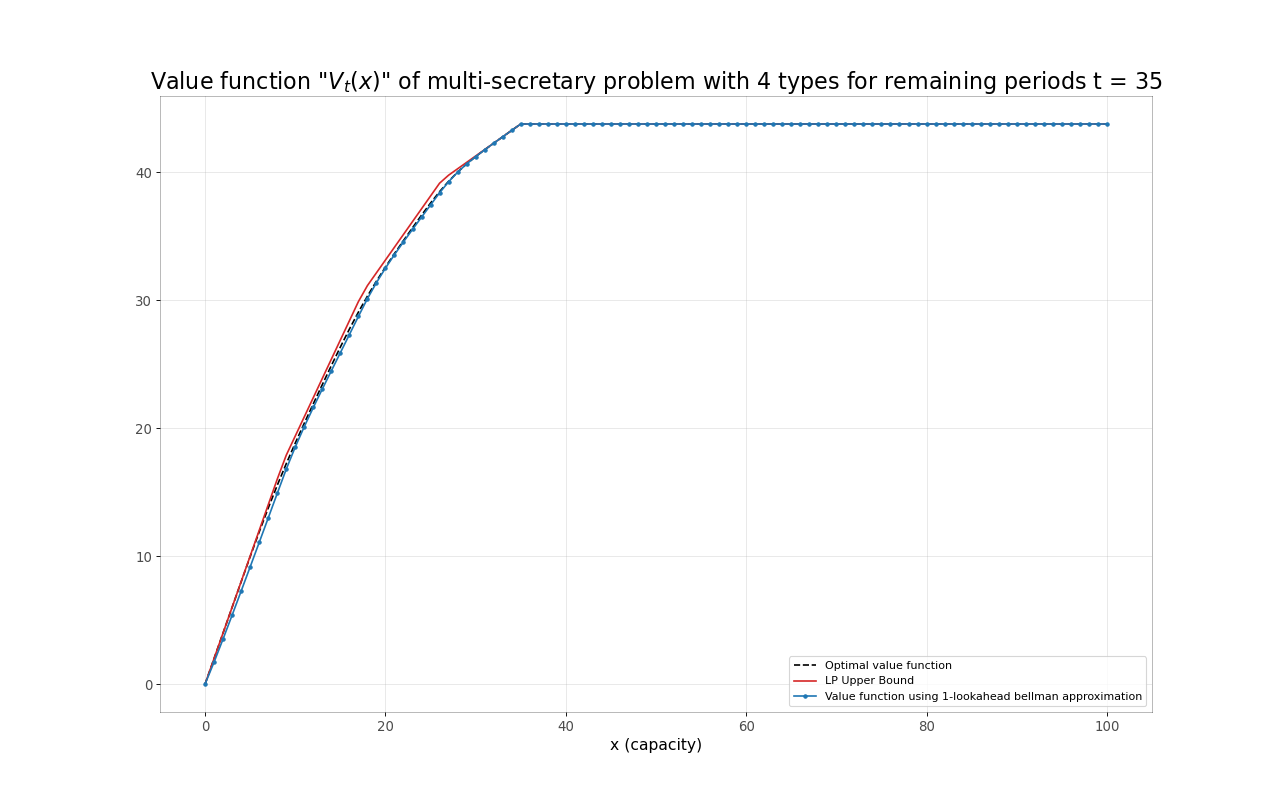 Value function "V_t(x)" of multi-secretary problem with 4 types for remaining periods t = 35
40
30
20
10
0
0 20 40 60 80 100
x (capacity)
Optimal value function
LP Upper Bound
Value function using 1-lookahead bellman approximation